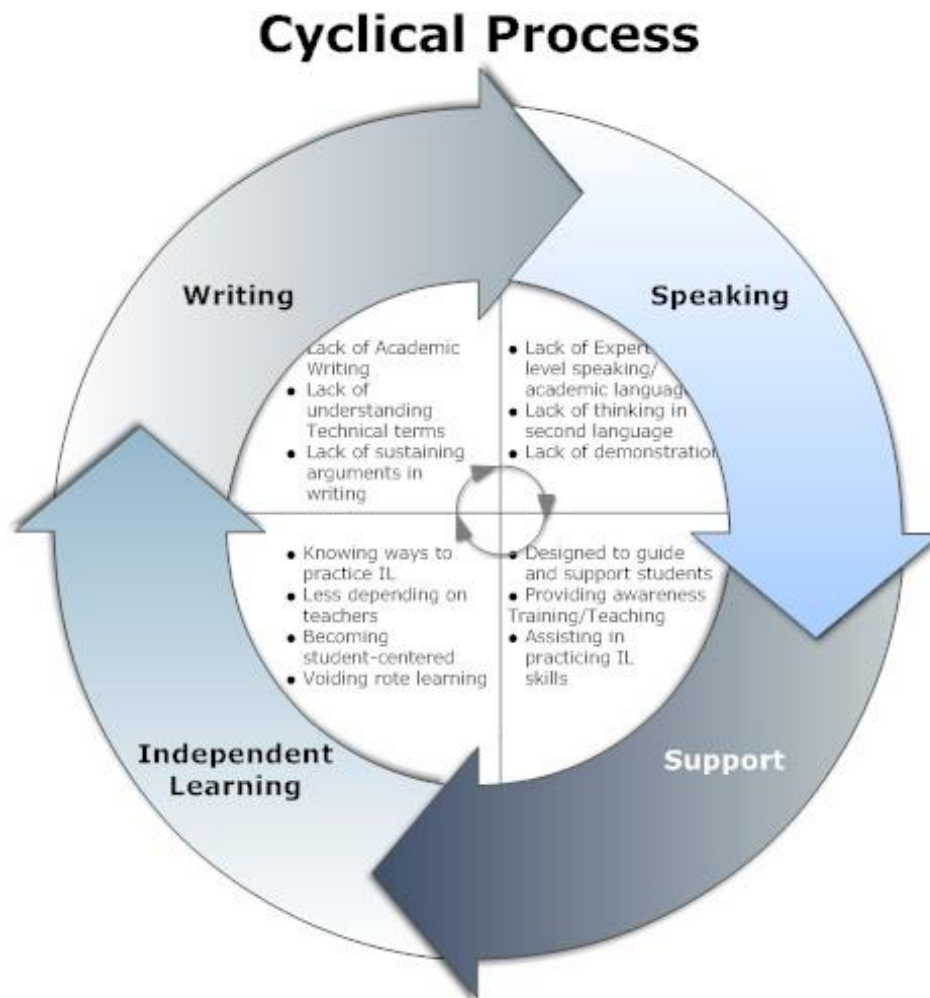 Cyclical Process
Writing
Speaking
Lack of Academic
Writing
• Lack of
understanding
Technical terms
• Lack of sustaining
arguments in
writing
• Lack of Expert
level speaking/
academic language
• Lack of thinking in
second language
• Lack of demonstration
• Knowing ways to
practice IL
• Less depending on
teachers
• Becoming
student-centered
• Voiding rote learning
• Designed to guide
and support students
• Providing awareness
Training/Teaching
• Assisting in
practicing IL
skills
Independent
Learning
Support